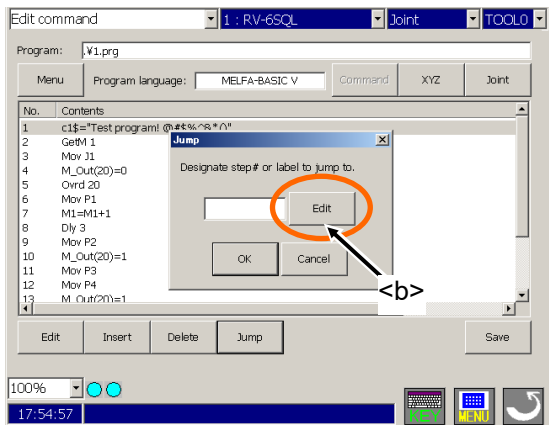 Edit command 1 : RV-6SQL Joint TOOL0
Program: .¥1.prg
Menu Program language: MELFA-BASIC V Command XYZ Joint
No. Contents
1 c1$="Test program! @#$%^&*()"
2 GetM 1
3 Mov J1
4 M_Out(20)=0
5 Ovrd 20
6 Mov P1
7 M1=M1+1
8 Dly 3
9 Mov P2
10 M_Out(20)=1
11 Mov P3
12 Mov P4
13 M_Out(20)=1
Jump
Designate step# or label to jump to.
Edit
OK Cancel
<b>
Edit Insert Delete Jump Save
100%
17:54:57 KEY MENU